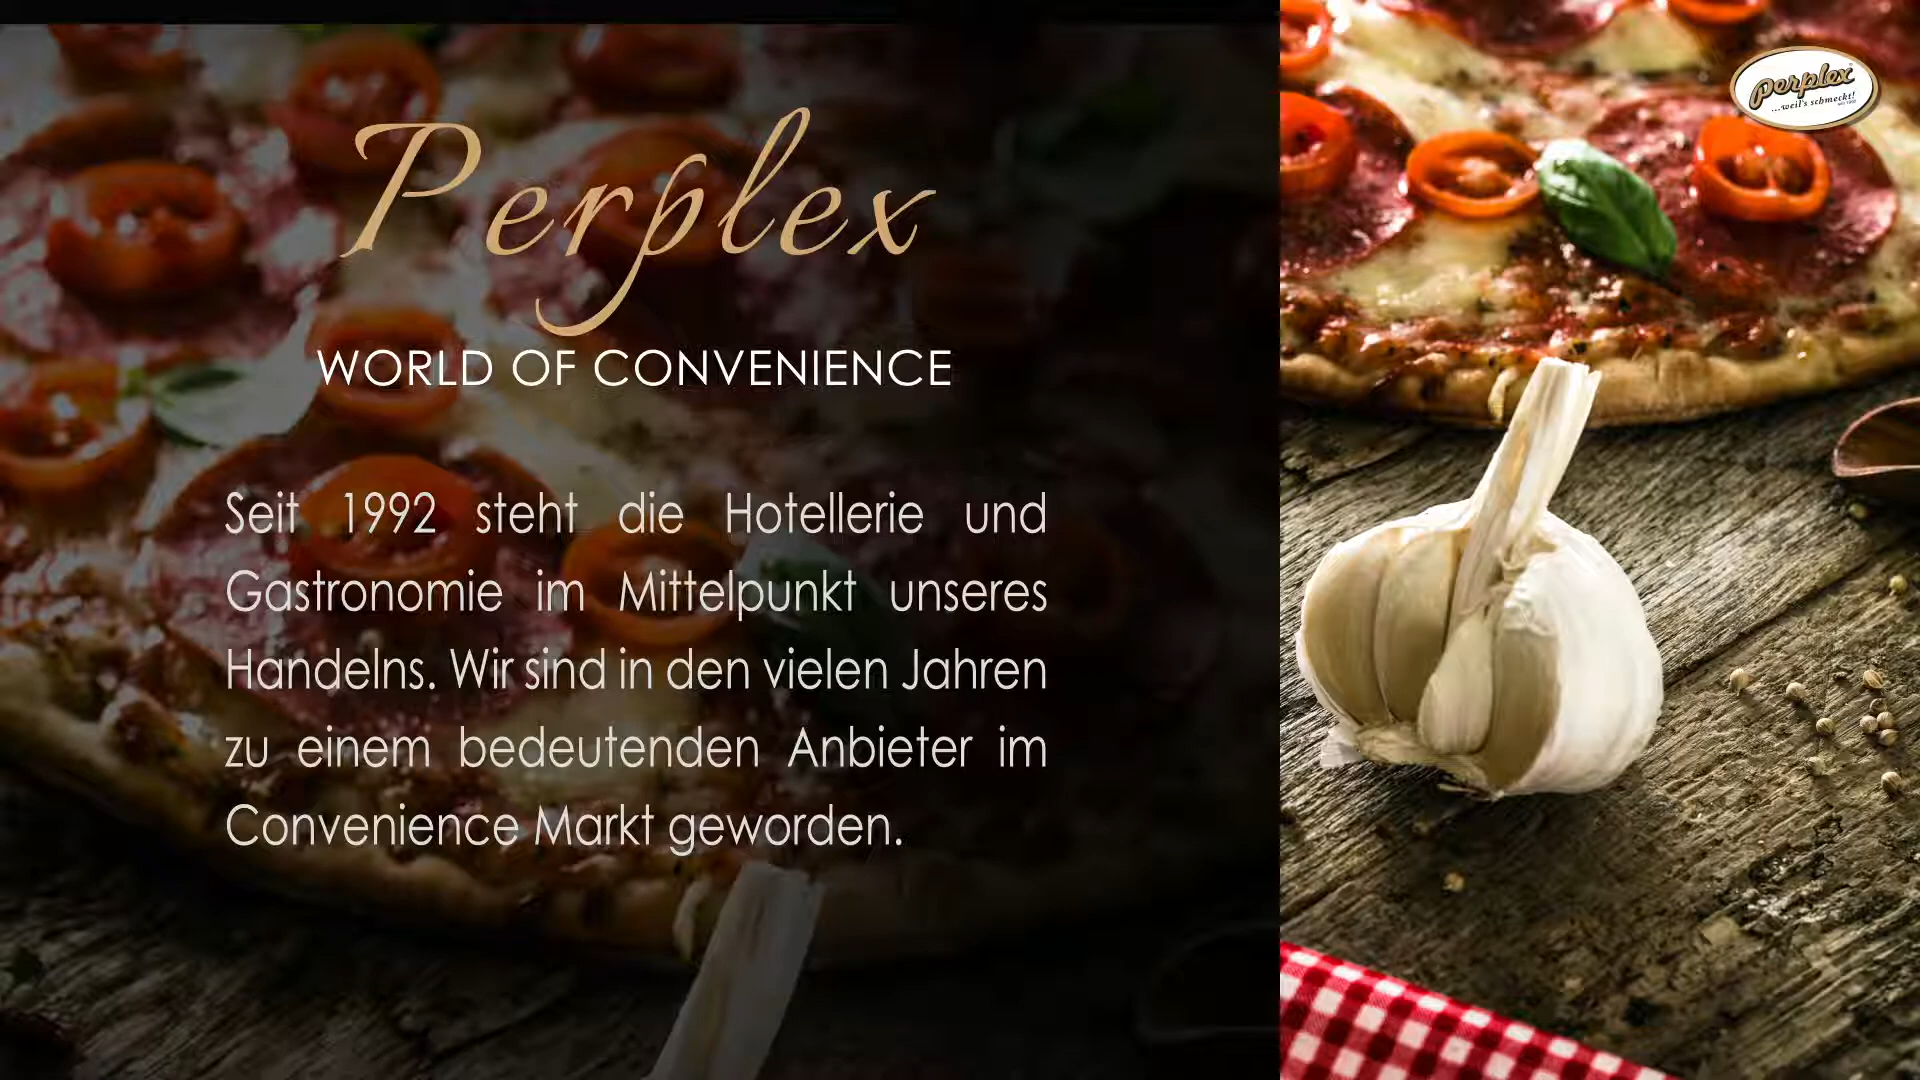 Perplex
WORLD OF CONVENIENCE
Seit 1992 steht die Hotellerie und
Gastronomie im Mittelpunkt unseres
Handelns. Wir sind in den vielen Jahren
zu einem bedeutenden Anbieter im
Convenience Markt geworden.
perplex
...weil's schmeckt!